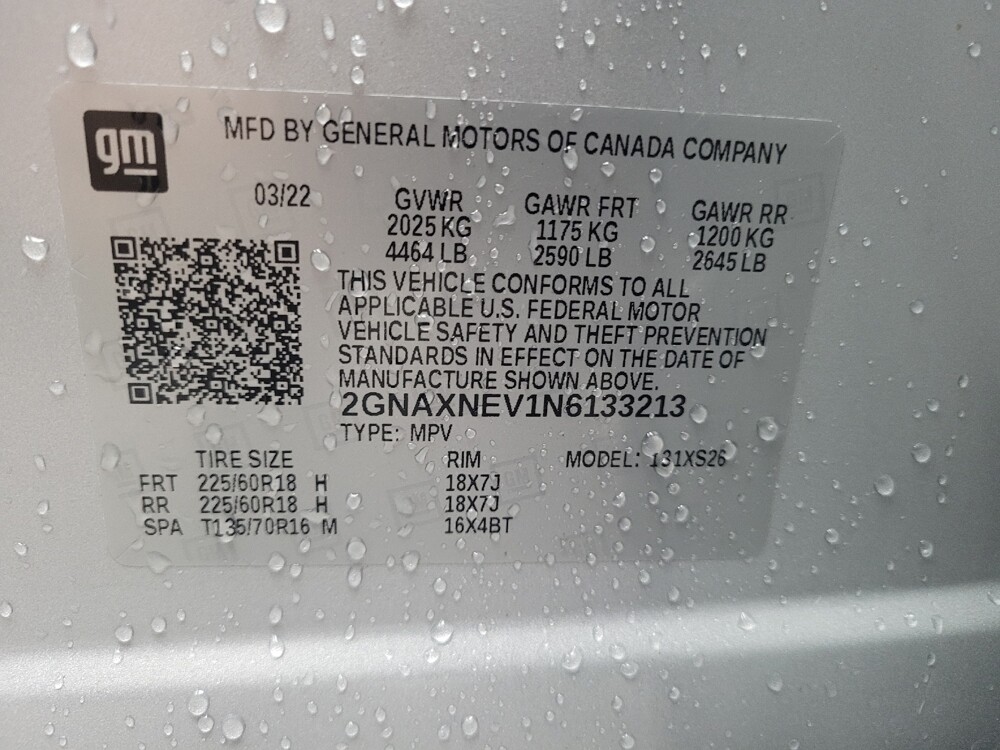 gm
MFD BY GENERAL MOTORS OF CANADA COMPANY
03/22 GVWR GAWR FRT GAWR RR
2025 KG 1175 KG 1200 KG
4464 LB 2590 LB 2645 LB
THIS VEHICLE CONFORMS TO ALL
APPLICABLE U.S. FEDERAL MOTOR
VEHICLE SAFETY AND THEFT PREVENTION
STANDARDS IN EFFECT ON THE DATE OF
MANUFACTURE SHOWN ABOVE.
2GNAXNEV1N6133213
TYPE: MPV
TIRE SIZE RIM MODEL: 131XS26
FRT 225/60R18 H 18X7J
RR 225/60R18 H 18X7J
SPA T135/70R16 M 16X4BT